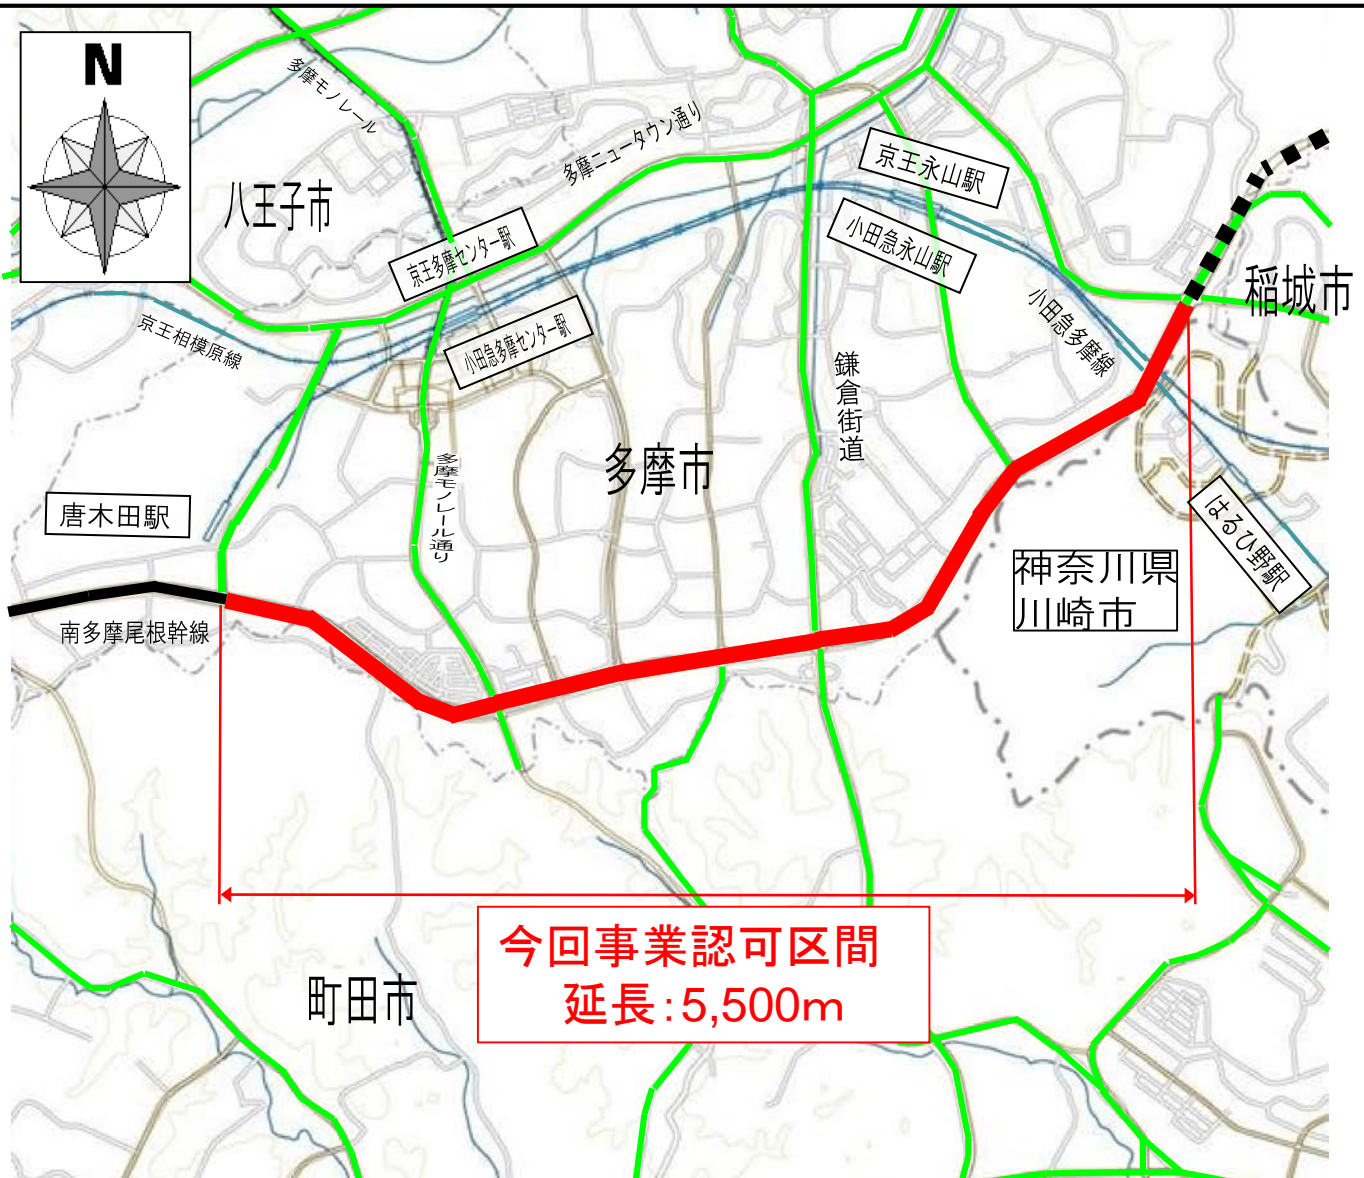 N
多摩モノレール
多摩ニュータウン通り
京王永山駅
八王子市
小田急永山駅
京王多摩センター駅
稲城市
小田急多摩線
京王相模原線
小田急多摩センター駅
鎌倉街道
多摩市
多摩モノレール通り
唐木田駅
はるひ野駅
神奈川県
川崎市
南多摩尾根幹線
今回事業認可区間
延長:5,500m
町田市